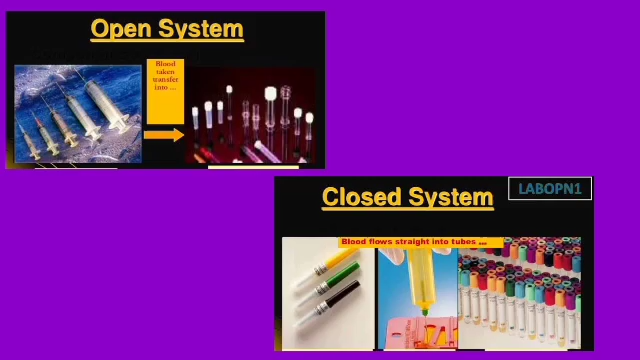 Open System
Blood
taken
transfer
into ...
Closed System
LABOPN1
Blood flows straight into tubes ...